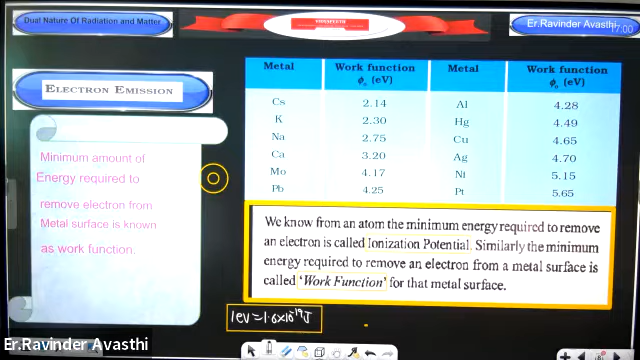 Dual Nature Of Radiation and Matter
Er.Ravinder Avasthi
17:00
ELECTRON EMISSION
Minimum amount of
Energy required to
remove electron from
Metal surface is known
as work function.
Metal Work function Metal Work function
ϕ₀ (eV) ϕ₀ (eV)
Cs 2.14 Al 4.28
K 2.30 Hg 4.49
Na 2.75 Cu 4.65
Ca 3.20 Ag 4.70
Mo 4.17 Ni 5.15
Pb 4.25 Pt 5.65
We know from an atom the minimum energy required to remove
an electron is called Ionization Potential. Similarly the minimum
energy required to remove an electron from a metal surface is
called 'Work Function' for that metal surface.
1eV=1.6×10⁻¹⁹J
Er.Ravinder Avasthi